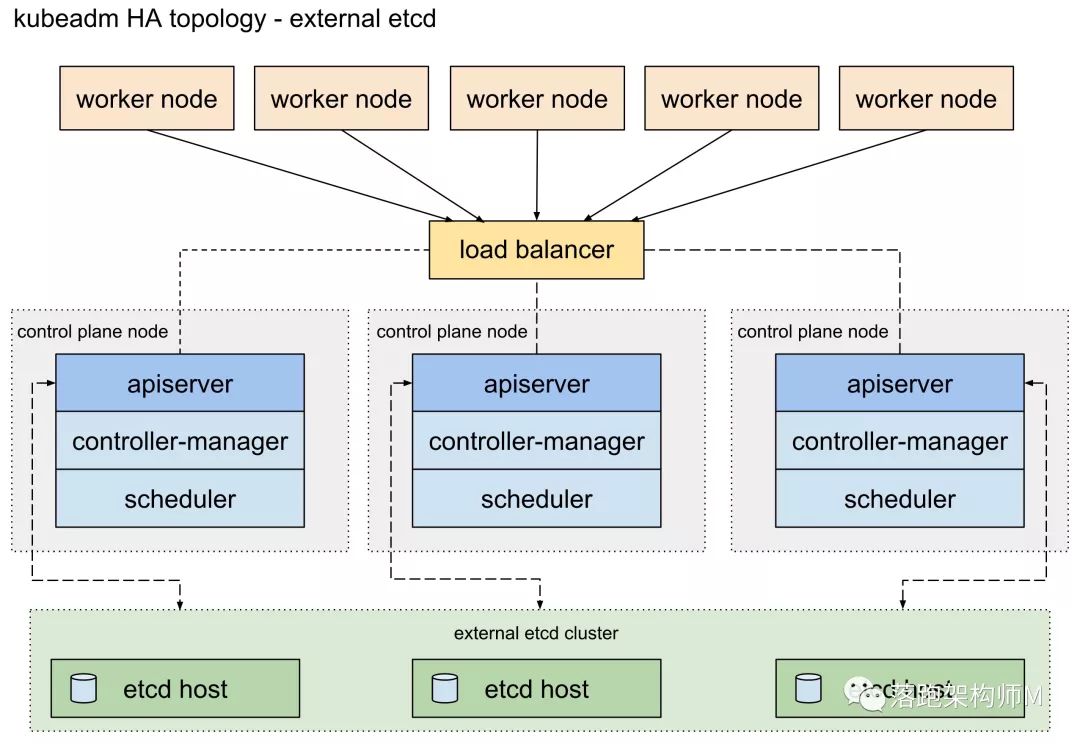 kubeadm HA topology - external etcd
worker node
worker node
worker node
worker node
worker node
load balancer
control plane node
control plane node
control plane node
apiserver
apiserver
apiserver
controller-manager
controller-manager
controller-manager
scheduler
scheduler
scheduler
external etcd cluster
etcd host
etcd host
cd host
落跑架构师M